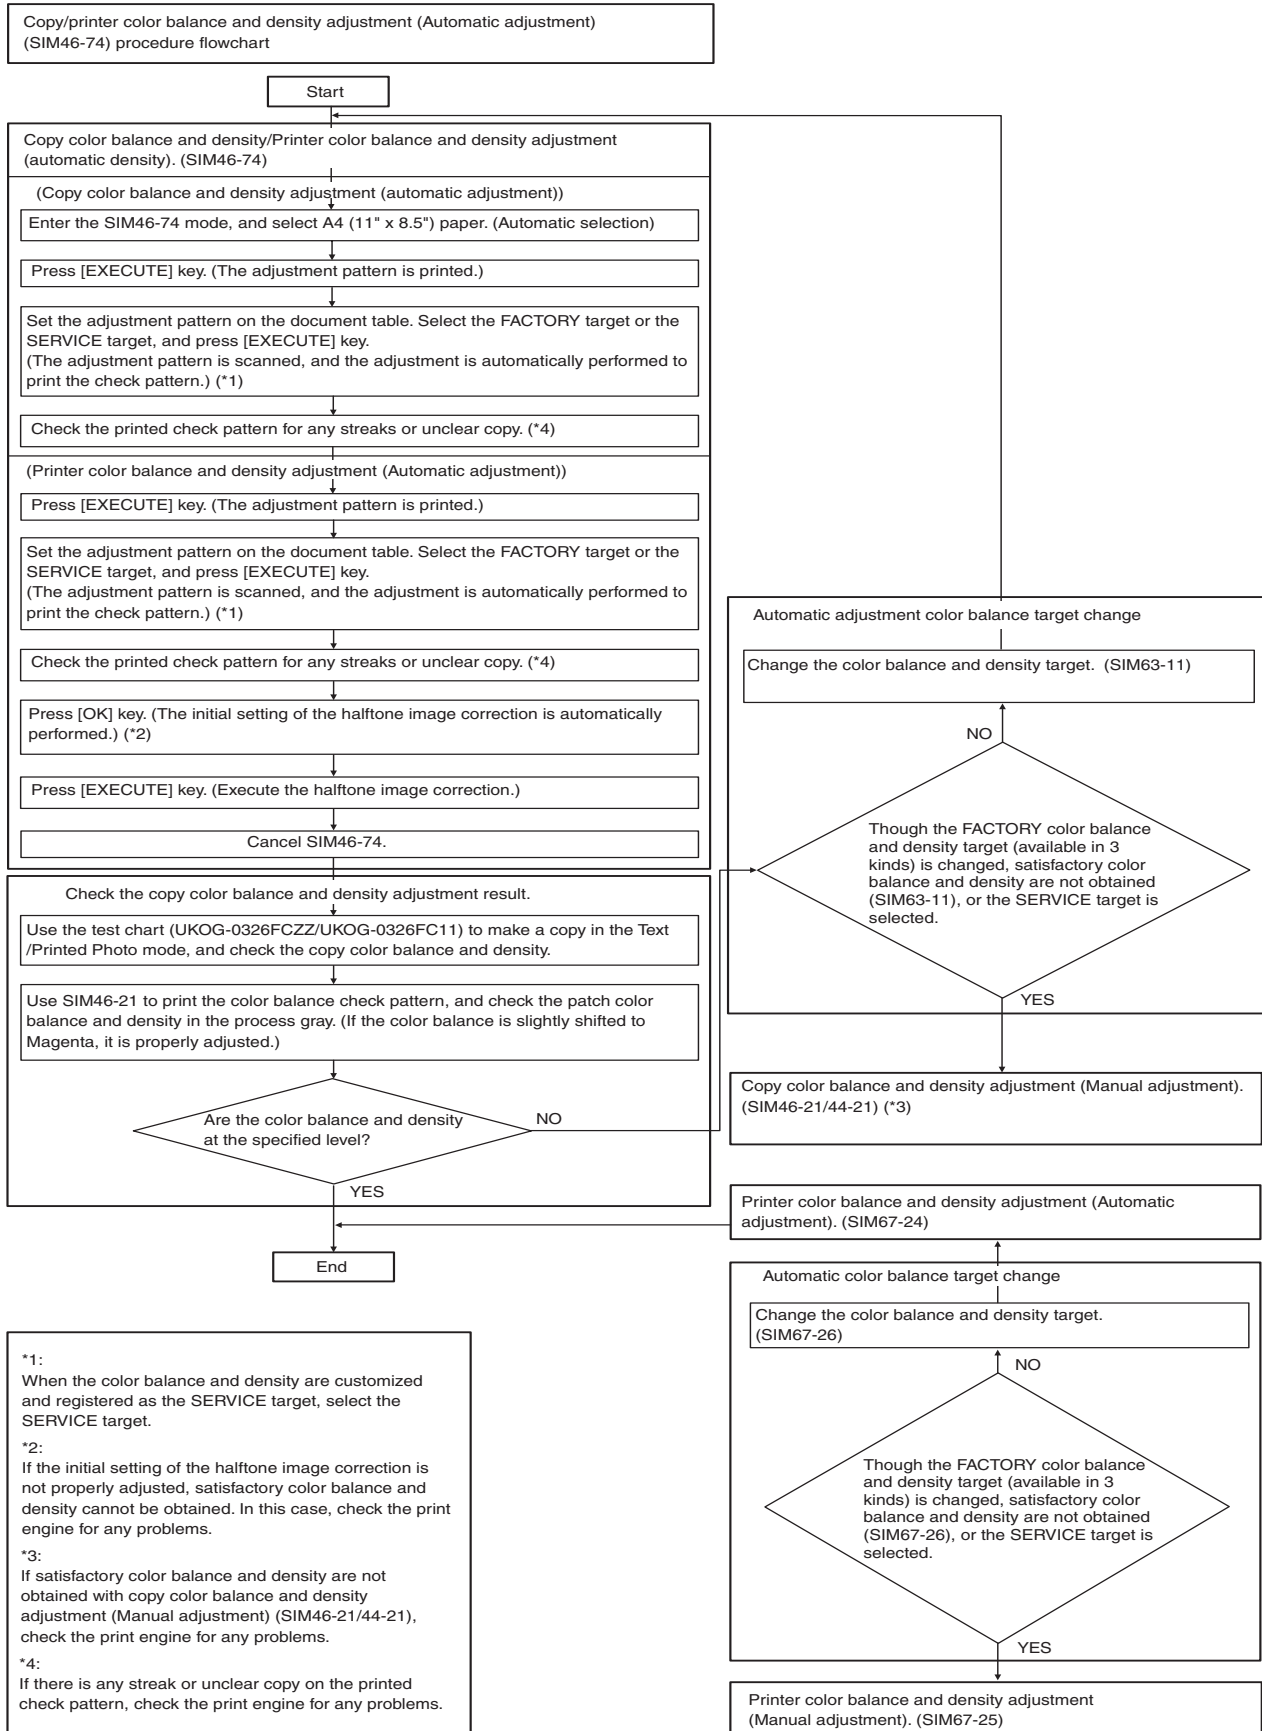 Copy/printer color balance and density adjustment (Automatic adjustment)
(SIM46-74) procedure flowchart
Start
Copy color balance and density/Printer color balance and density adjustment
(automatic density). (SIM46-74)
(Copy color balance and density adjustment (automatic adjustment))
Enter the SIM46-74 mode, and select A4 (11" x 8.5") paper. (Automatic selection)
Press [EXECUTE] key. (The adjustment pattern is printed.)
Set the adjustment pattern on the document table. Select the FACTORY target or the
SERVICE target, and press [EXECUTE] key.
(The adjustment pattern is scanned, and the adjustment is automatically performed to
print the check pattern.) (*1)
Check the printed check pattern for any streaks or unclear copy. (*4)
(Printer color balance and density adjustment (Automatic adjustment))
Press [EXECUTE] key. (The adjustment pattern is printed.)
Set the adjustment pattern on the document table. Select the FACTORY target or the
SERVICE target, and press [EXECUTE] key.
(The adjustment pattern is scanned, and the adjustment is automatically performed to
print the check pattern.) (*1)
Check the printed check pattern for any streaks or unclear copy. (*4)
Press [OK] key. (The initial setting of the halftone image correction is automatically
performed.) (*2)
Press [EXECUTE] key. (Execute the halftone image correction.)
Cancel SIM46-74.
Check the copy color balance and density adjustment result.
Use the test chart (UKOG-0326FCZZ/UKOG-0326FC11) to make a copy in the Text
/Printed Photo mode, and check the copy color balance and density.
Use SIM46-21 to print the color balance check pattern, and check the patch color
balance and density in the process gray. (If the color balance is slightly shifted to
Magenta, it is properly adjusted.)
Are the color balance and density
at the specified level?
NO
YES
End
Automatic adjustment color balance target change
Change the color balance and density target. (SIM63-11)
NO
Though the FACTORY color balance
and density target (available in 3
kinds) is changed, satisfactory color
balance and density are not obtained
(SIM63-11), or the SERVICE target is
selected.
YES
Copy color balance and density adjustment (Manual adjustment).
(SIM46-21/44-21) (*3)
Printer color balance and density adjustment (Automatic
adjustment). (SIM67-24)
Automatic color balance target change
Change the color balance and density target.
(SIM67-26)
NO
Though the FACTORY color balance
and density target (available in 3
kinds) is changed, satisfactory color
balance and density are not obtained
(SIM67-26), or the SERVICE target is
selected.
YES
Printer color balance and density adjustment
(Manual adjustment). (SIM67-25)
*1:
When the color balance and density are customized
and registered as the SERVICE target, select the
SERVICE target.
*2:
If the initial setting of the halftone image correction is
not properly adjusted, satisfactory color balance and
density cannot be obtained. In this case, check the print
engine for any problems.
*3:
If satisfactory color balance and density are not
obtained with copy color balance and density
adjustment (Manual adjustment) (SIM46-21/44-21),
check the print engine for any problems.
*4:
If there is any streak or unclear copy on the printed
check pattern, check the print engine for any problems.